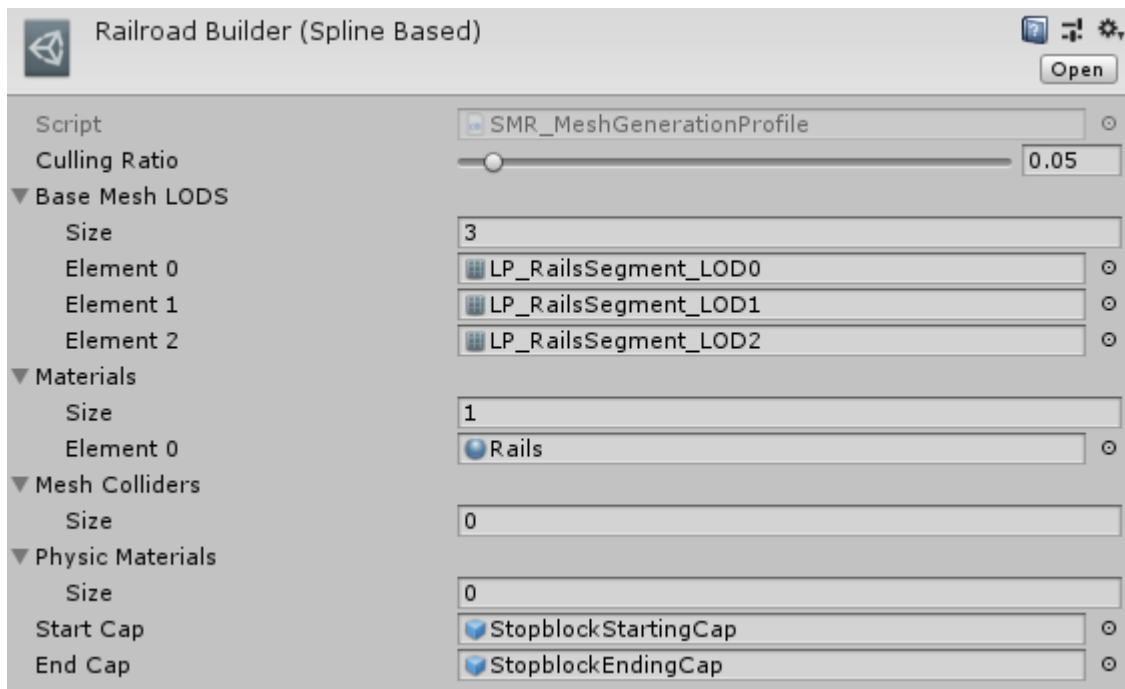 Railroad Builder (Spline Based)
Open
Script SMR_MeshGenerationProfile
Culling Ratio 0.05
Base Mesh LODS
Size 3
Element 0 LP_RailsSegment_LOD0
Element 1 LP_RailsSegment_LOD1
Element 2 LP_RailsSegment_LOD2
Materials
Size 1
Element 0 Rails
Mesh Colliders
Size 0
Physic Materials
Size 0
Start Cap StopblockStartingCap
End Cap StopblockEndingCap